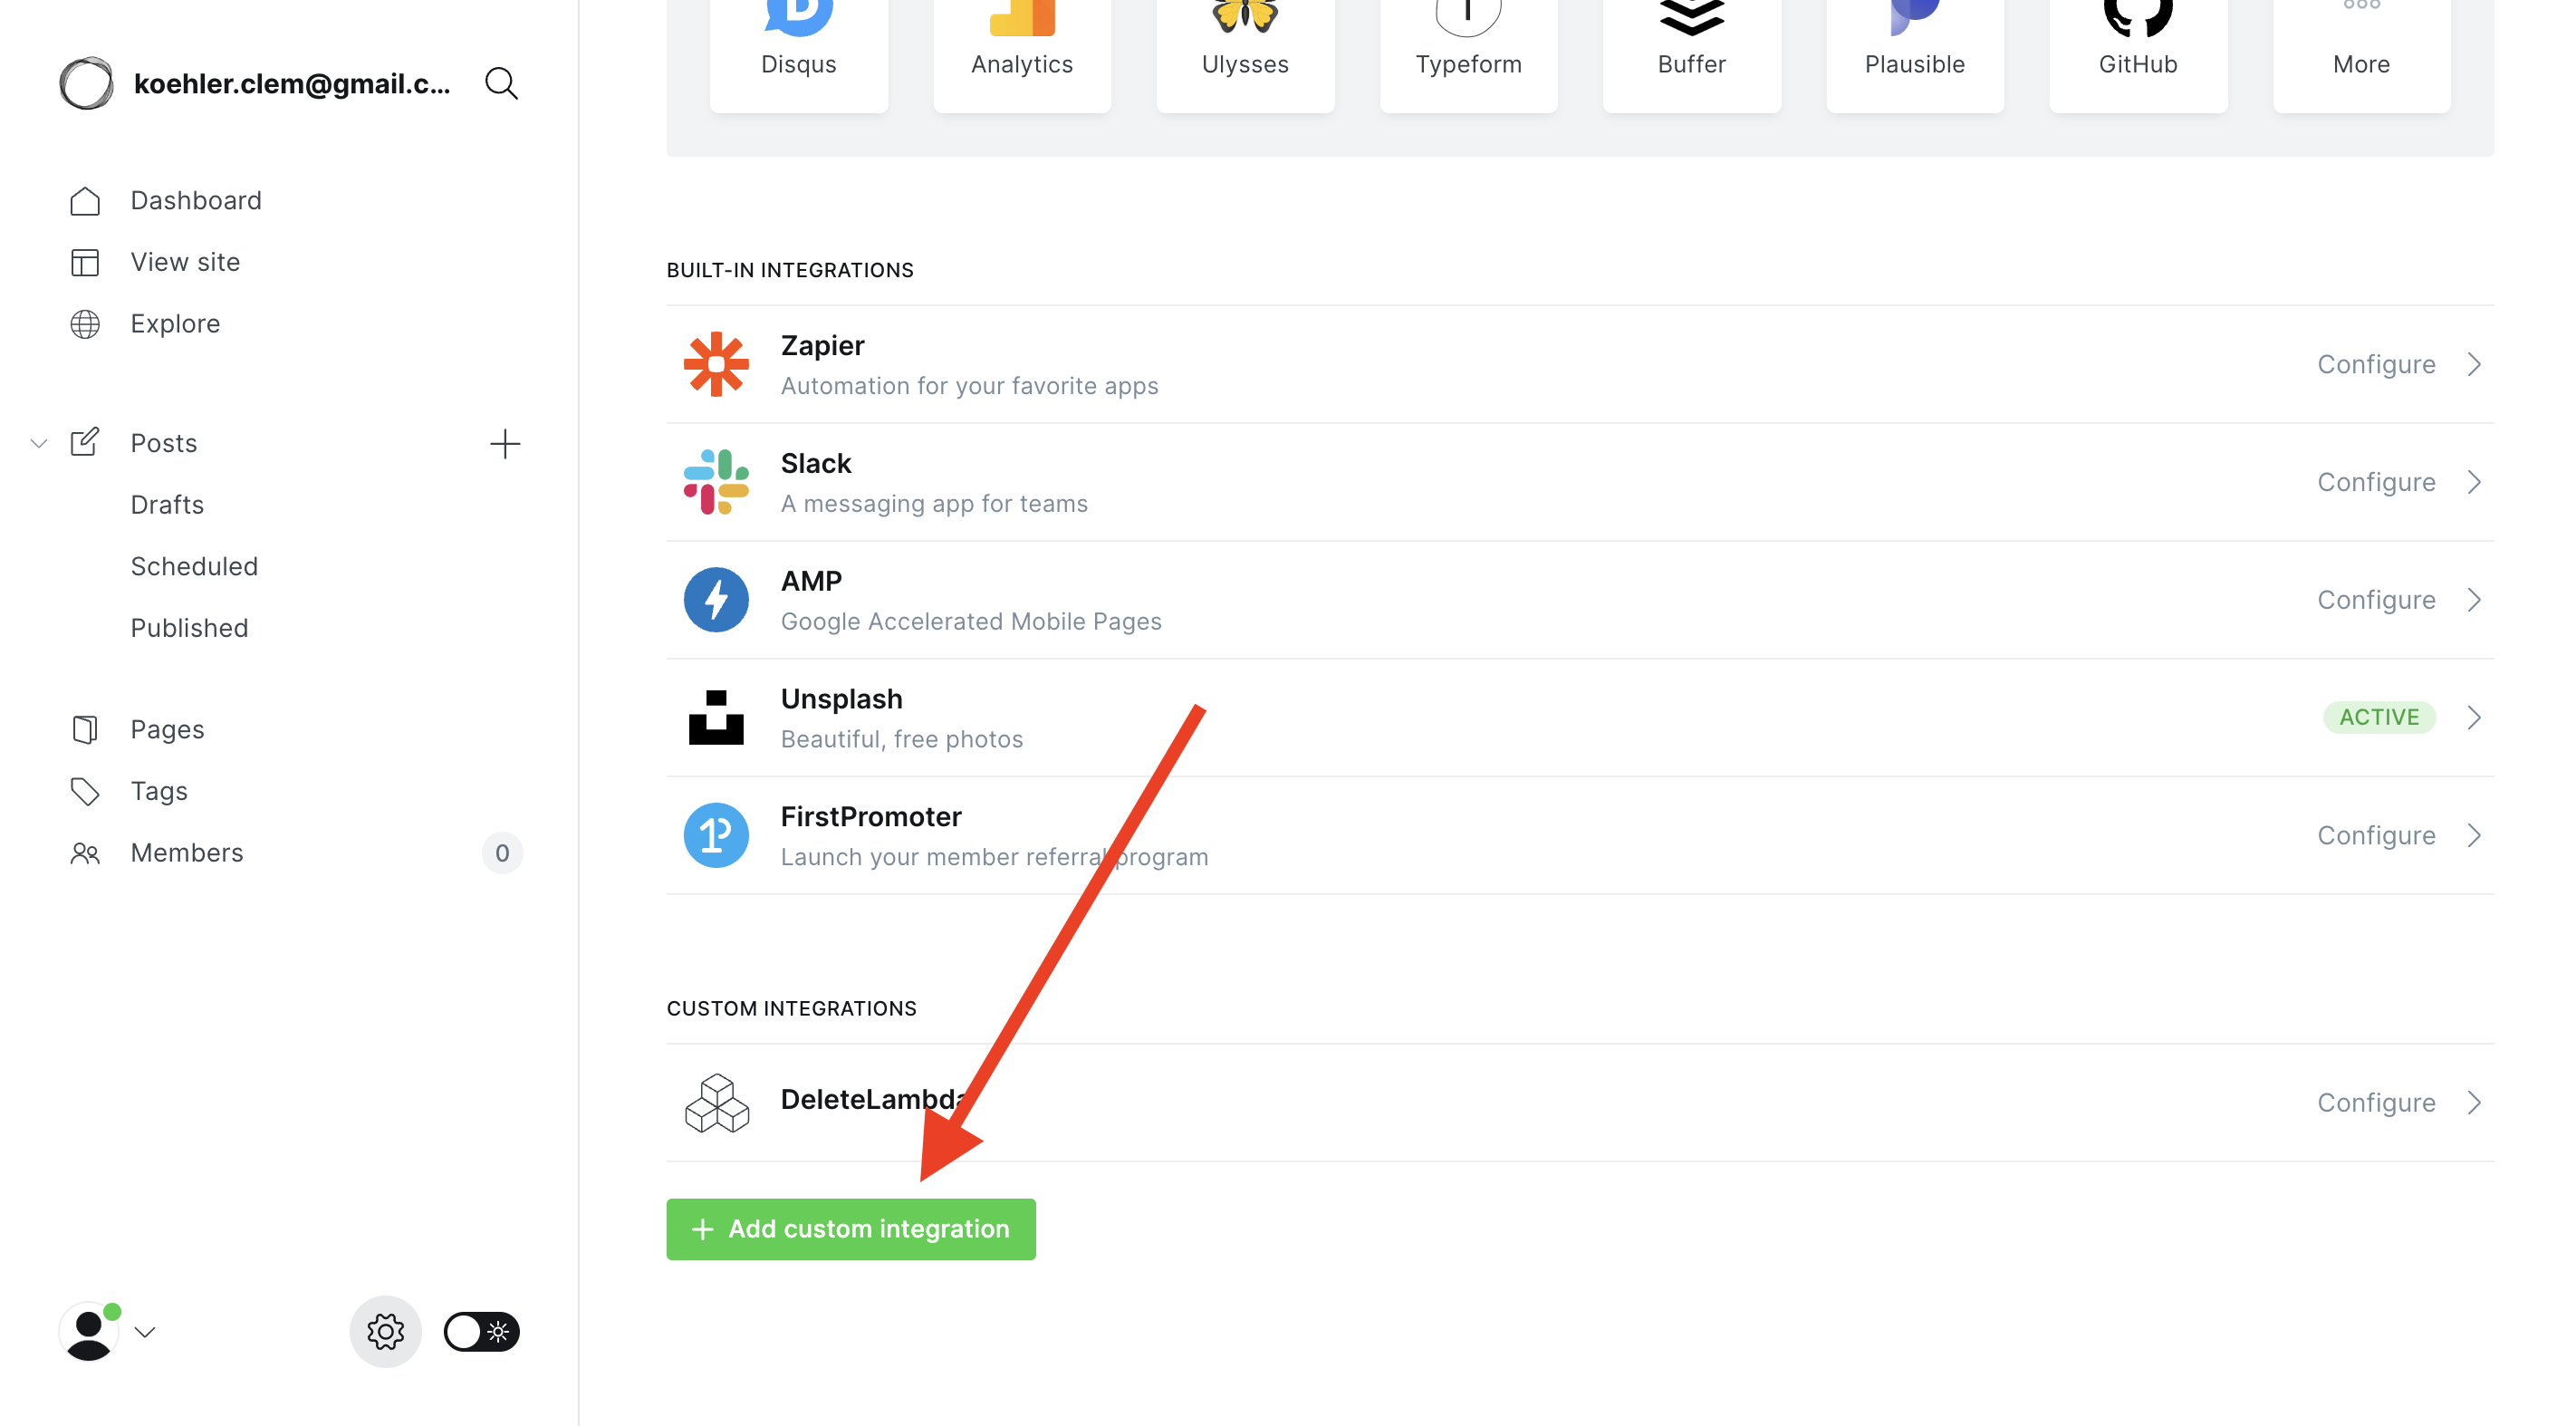 koehler.clem@gmail.c...
Dashboard
View site
Explore
Posts
Drafts
Scheduled
Published
Pages
Tags
Members 0
Disqus Analytics Ulysses Typeform Buffer Plausible GitHub More
BUILT-IN INTEGRATIONS
Zapier
Automation for your favorite apps
Configure
Slack
A messaging app for teams
Configure
AMP
Google Accelerated Mobile Pages
Configure
Unsplash
Beautiful, free photos
ACTIVE
FirstPromoter
Launch your member referral program
Configure
CUSTOM INTEGRATIONS
DeleteLambda
Configure
+ Add custom integration